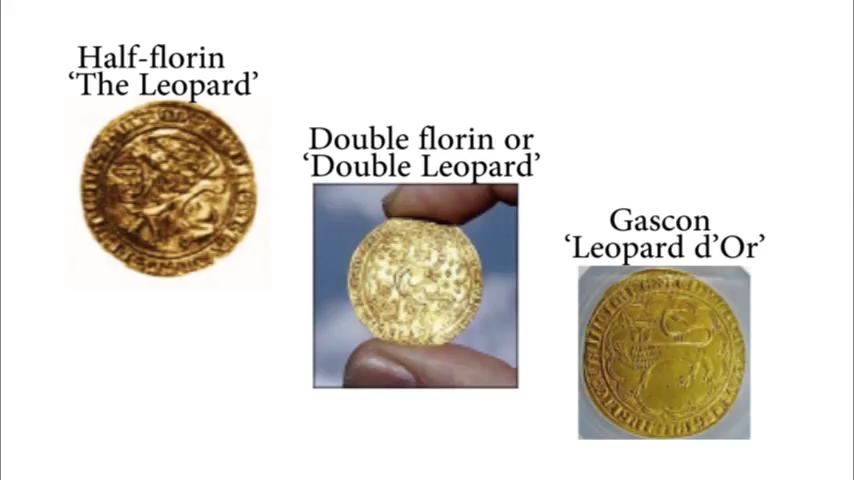 Half-florin
‘The Leopard’
Double florin or
‘Double Leopard’
Gascon
‘Leopard d’Or’